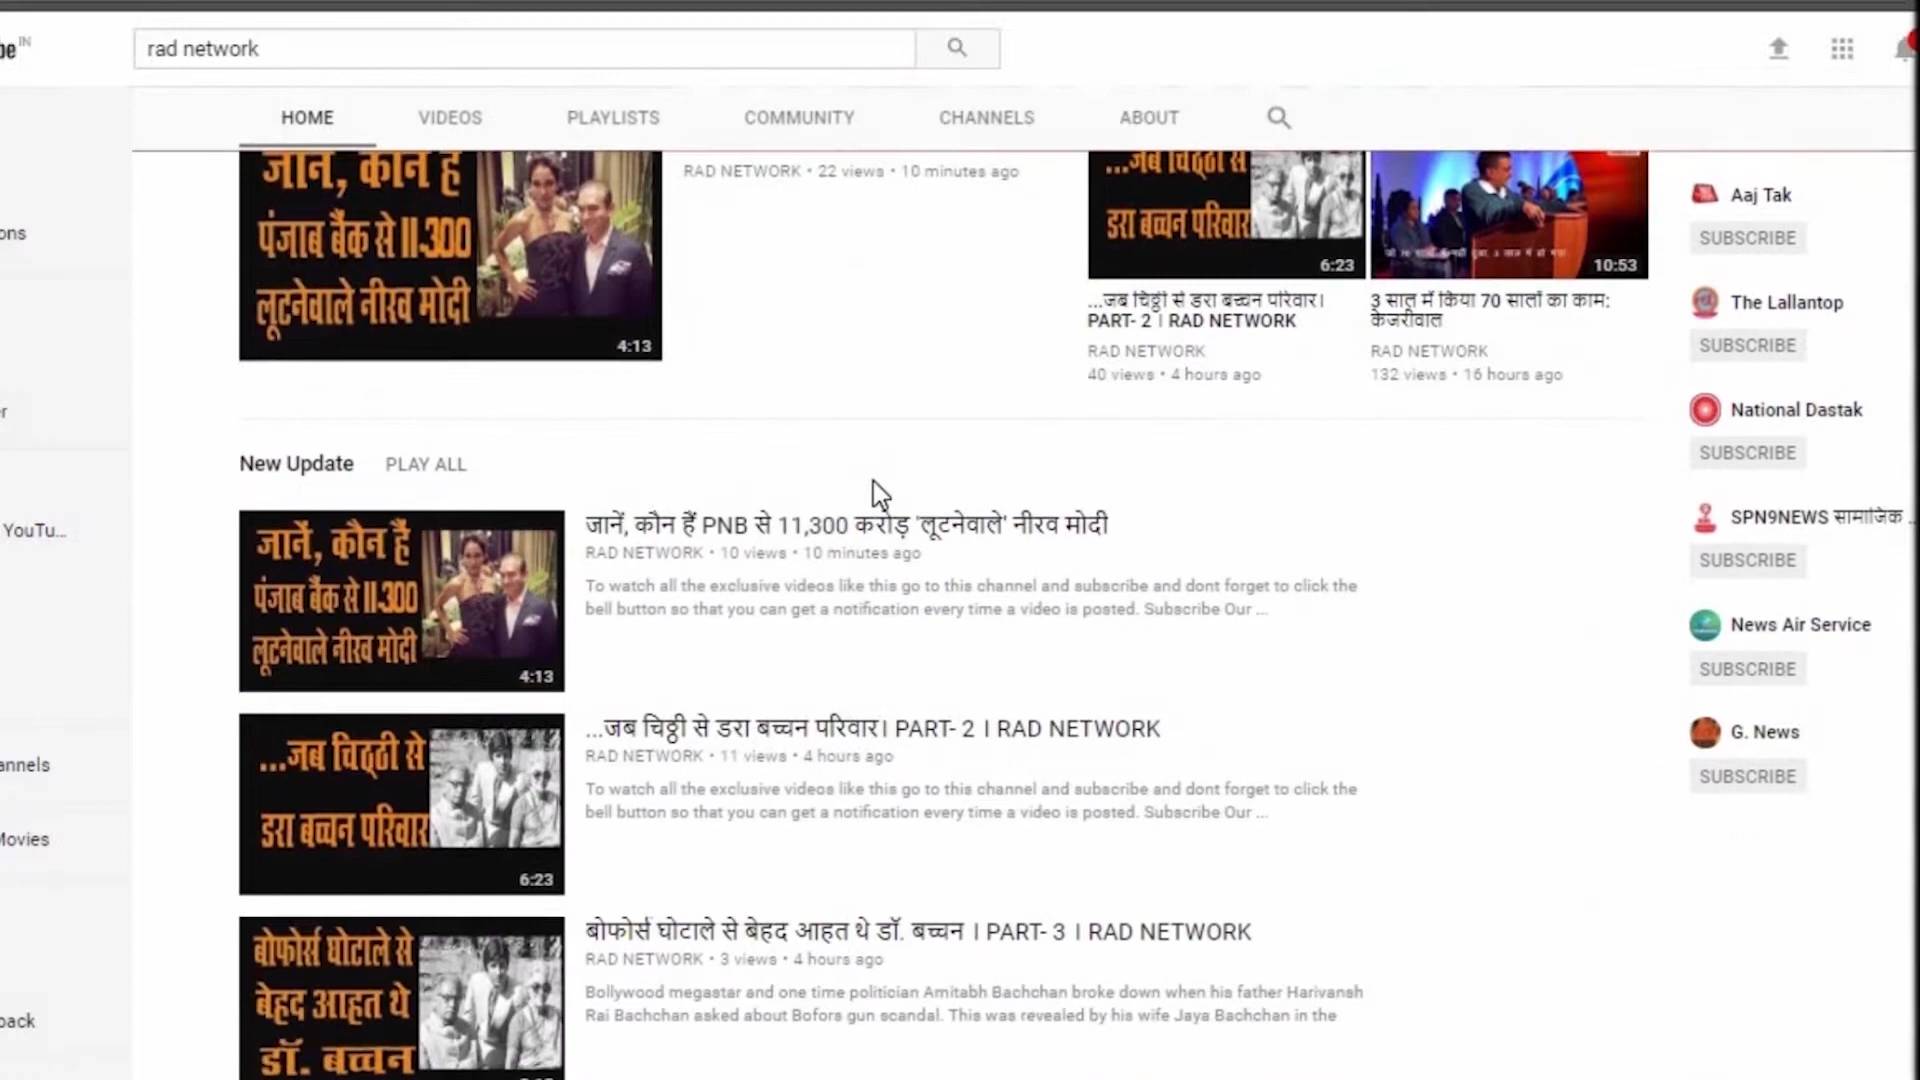 be IN
rad network
HOME VIDEOS PLAYLISTS COMMUNITY CHANNELS ABOUT
जानें, कौन हैं
पंजाब बैंक से 11,300
लूटनेवाले नीरव मोदी
4:13
RAD NETWORK • 22 views • 10 minutes ago
...जब चिठ्ठी से
डरा बच्चन परिवार
6:23
...जब चिठ्ठी से डरा बच्चन परिवार।
PART- 2 । RAD NETWORK
RAD NETWORK
40 views • 4 hours ago
10:53
3 साल में किया 70 सालों का काम:
केजरीवाल
RAD NETWORK
132 views • 16 hours ago
Aaj Tak
SUBSCRIBE
The Lallantop
SUBSCRIBE
National Dastak
SUBSCRIBE
SPN9NEWS सामाजिक ..
SUBSCRIBE
News Air Service
SUBSCRIBE
G. News
SUBSCRIBE
ons
er
YouTu...
annels
Movies
back
New Update PLAY ALL
जानें, कौन हैं
पंजाब बैंक से 11,300
लूटनेवाले नीरव मोदी
4:13
जानें, कौन हैं PNB से 11,300 करोड़ 'लूटनेवाले' नीरव मोदी
RAD NETWORK • 10 views • 10 minutes ago
To watch all the exclusive videos like this go to this channel and subscribe and dont forget to click the
bell button so that you can get a notification every time a video is posted. Subscribe Our ...
...जब चिठ्ठी से
डरा बच्चन परिवार
6:23
...जब चिठ्ठी से डरा बच्चन परिवार। PART- 2 । RAD NETWORK
RAD NETWORK • 11 views • 4 hours ago
To watch all the exclusive videos like this go to this channel and subscribe and dont forget to click the
bell button so that you can get a notification every time a video is posted. Subscribe Our ...
बोफोर्स घोटाले से
बेहद आहत थे
डॉ. बच्चन
बोफोर्स घोटाले से बेहद आहत थे डॉ. बच्चन । PART- 3 । RAD NETWORK
RAD NETWORK • 3 views • 4 hours ago
Bollywood megastar and one time politician Amitabh Bachchan broke down when his father Harivansh
Rai Bachchan asked about Bofors gun scandal. This was revealed by his wife Jaya Bachchan in the